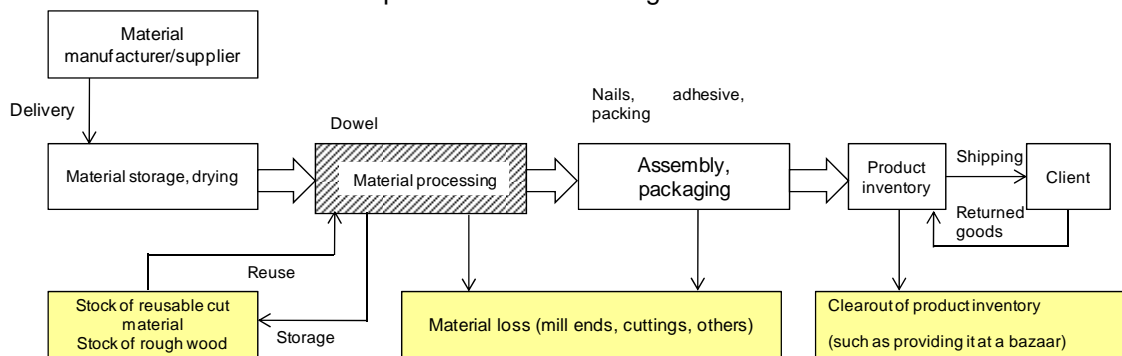 Material
manufacturer/supplier
Delivery
Nails, adhesive,
packing
Dowel
Material storage, drying
Material processing
Assembly,
packaging
Product
inventory
Shipping
Client
Returned
goods
Reuse
Stock of reusable cut
material
Stock of rough wood
Storage
Material loss (mill ends, cuttings, others)
Clearout of product inventory
(such as providing it at a bazaar)